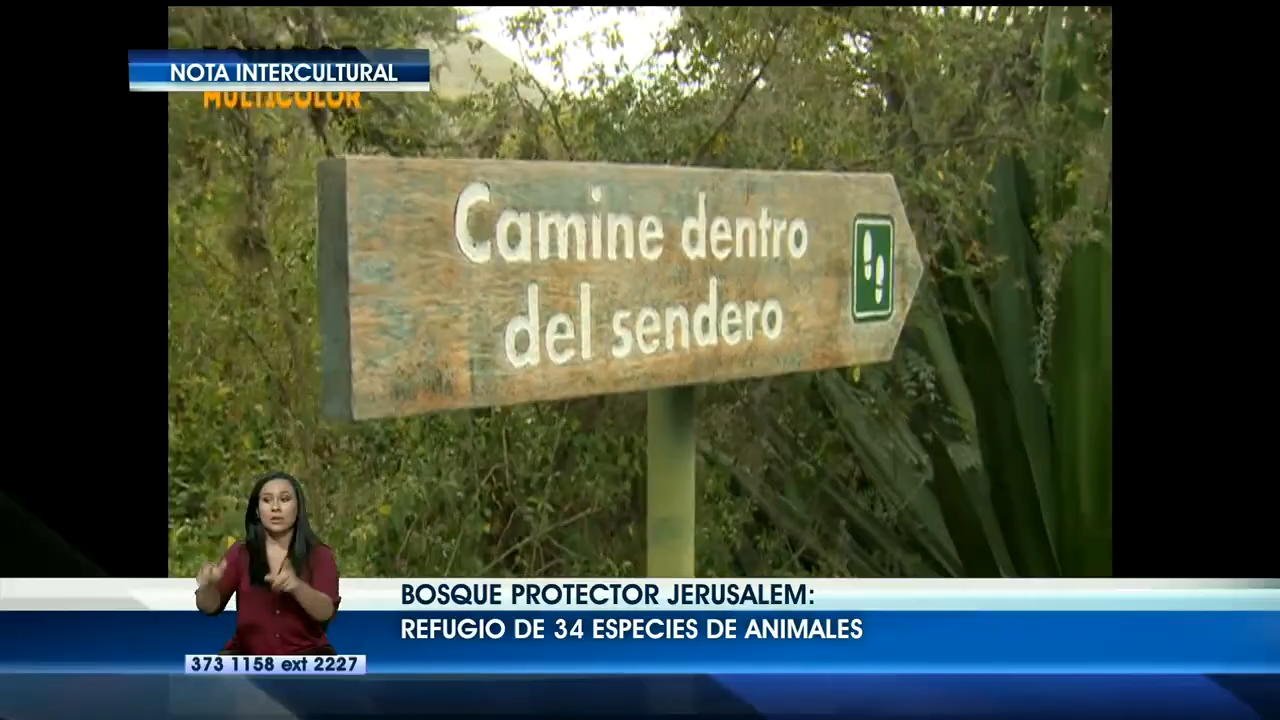 NOTA INTERCULTURAL
MULTICOLOR
Camine dentro
del sendero
BOSQUE PROTECTOR JERUSALEM:
REFUGIO DE 34 ESPECIES DE ANIMALES
373 1158 ext 2227